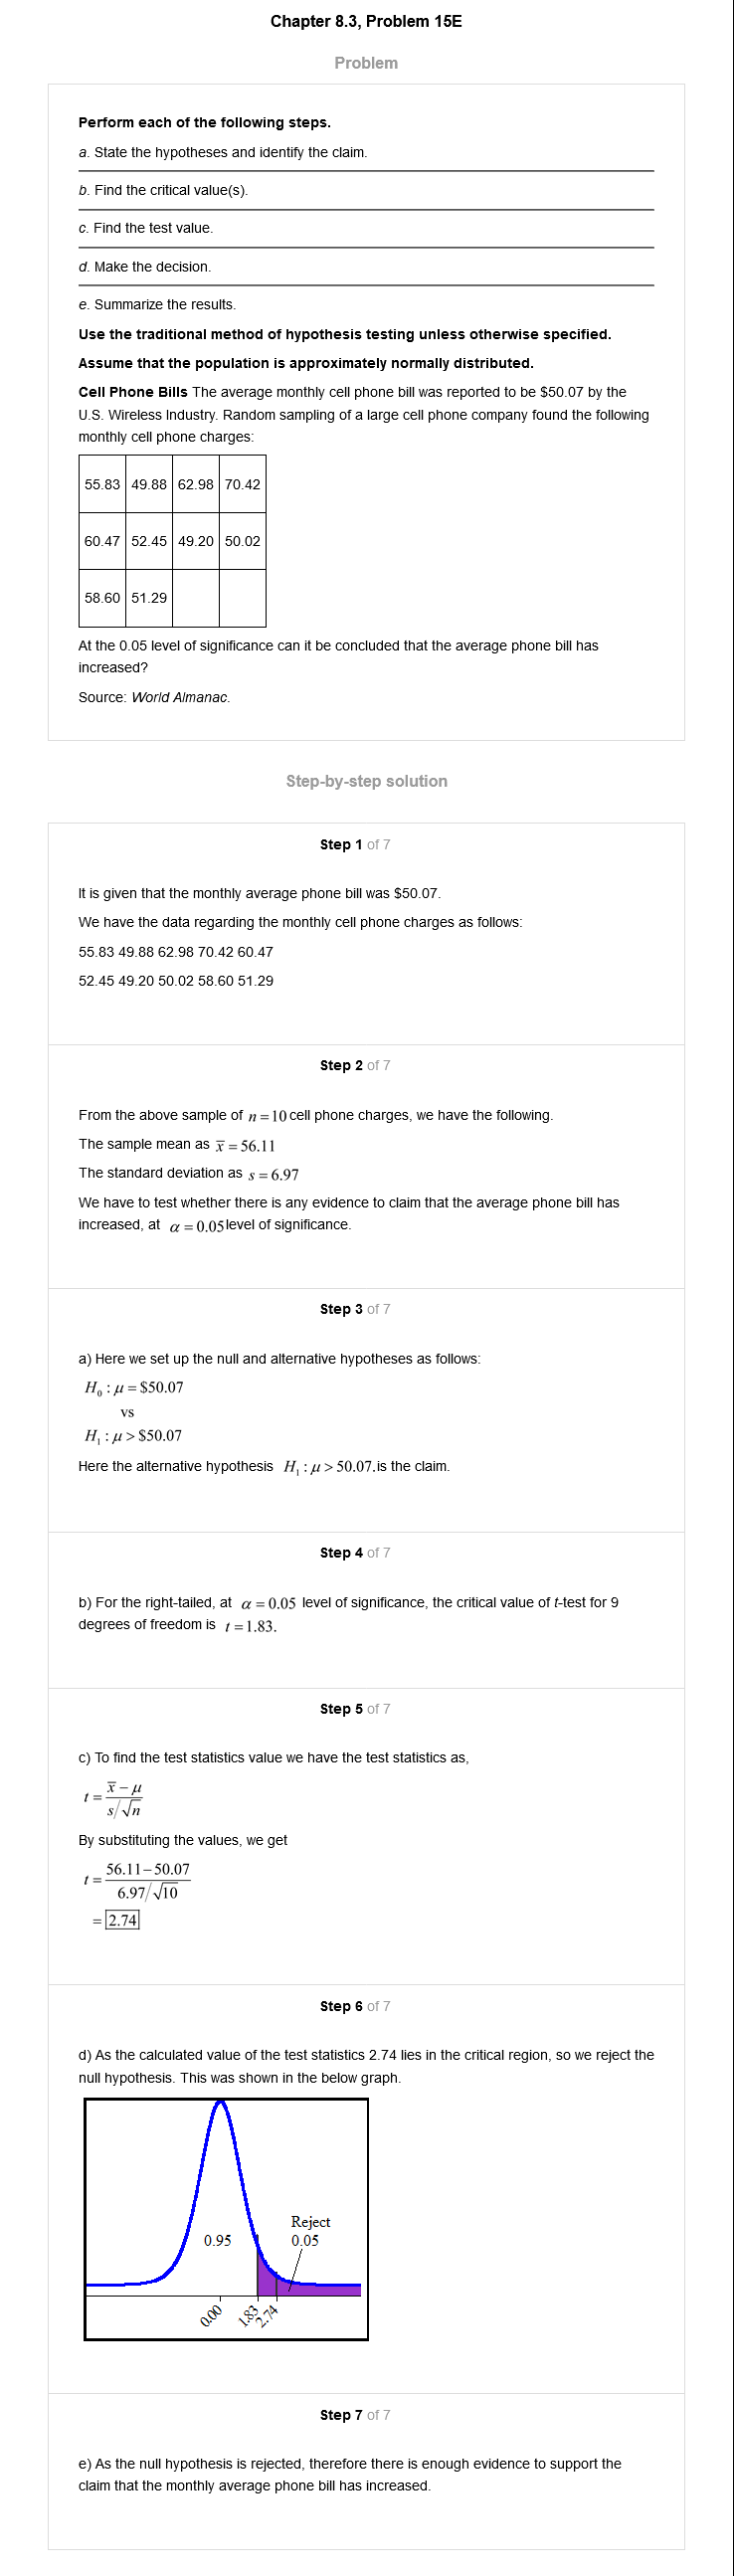 Chapter 8.3, Problem 15E
Problem
Perform each of the following steps.
a. State the hypotheses and identify the claim.
b. Find the critical value(s).
c. Find the test value.
d. Make the decision.
e. Summarize the results.
Use the traditional method of hypothesis testing unless otherwise specified.
Assume that the population is approximately normally distributed.
Cell Phone Bills The average monthly cell phone bill was reported to be $50.07 by the
U.S. Wireless Industry. Random sampling of a large cell phone company found the following
monthly cell phone charges:
55.83 49.88 62.98 70.42
60.47 52.45 49.20 50.02
58.60 51.29
At the 0.05 level of significance can it be concluded that the average phone bill has
increased?
Source: World Almanac.
Step-by-step solution
Step 1 of 7
It is given that the monthly average phone bill was $50.07.
We have the data regarding the monthly cell phone charges as follows:
55.83 49.88 62.98 70.42 60.47
52.45 49.20 50.02 58.60 51.29
Step 2 of 7
From the above sample of n = 10 cell phone charges, we have the following.
The sample mean as x̅ = 56.11
The standard deviation as s = 6.97
We have to test whether there is any evidence to claim that the average phone bill has
increased, at α = 0.05 level of significance.
Step 3 of 7
a) Here we set up the null and alternative hypotheses as follows:
H₀ : μ = $50.07
vs
H₁ : μ > $50.07
Here the alternative hypothesis H₁ : μ > 50.07. is the claim.
Step 4 of 7
b) For the right-tailed, at α = 0.05 level of significance, the critical value of t-test for 9
degrees of freedom is t = 1.83.
Step 5 of 7
c) To find the test statistics value we have the test statistics as,
t = (x̅ − μ) / (s/√n)
By substituting the values, we get
t = (56.11 − 50.07) / (6.97/√10)
= 2.74
Step 6 of 7
d) As the calculated value of the test statistics 2.74 lies in the critical region, so we reject the
null hypothesis. This was shown in the below graph.
Reject
0.95 0.05
0.00 1.83 2.74
Step 7 of 7
e) As the null hypothesis is rejected, therefore there is enough evidence to support the
claim that the monthly average phone bill has increased.